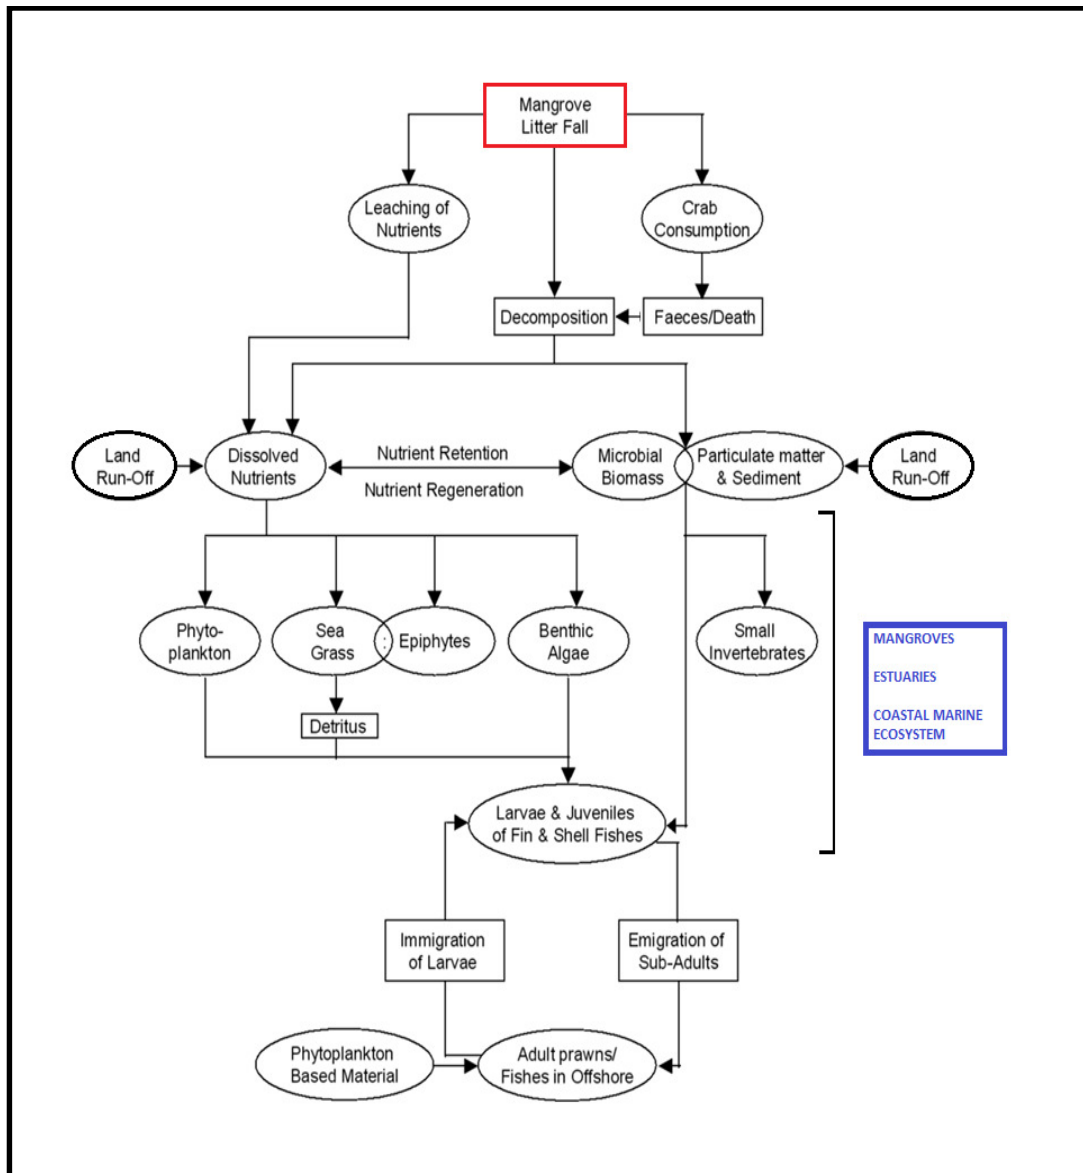 Mangrove
Litter Fall
Leaching of
Nutrients
Crab
Consumption
Decomposition
Faeces/Death
Land
Run-Off
Dissolved
Nutrients
Nutrient Retention
Nutrient Regeneration
Microbial
Biomass
Particulate matter
& Sediment
Land
Run-Off
Phyto-
plankton
Sea
Grass
:
Epiphytes
Benthic
Algae
Small
Invertebrates
MANGROVES
ESTUARIES
COASTAL MARINE
ECOSYSTEM
Detritus
Larvae & Juveniles
of Fin & Shell Fishes
Immigration
of Larvae
Emigration of
Sub-Adults
Phytoplankton
Based Material
Adult prawns/
Fishes in Offshore